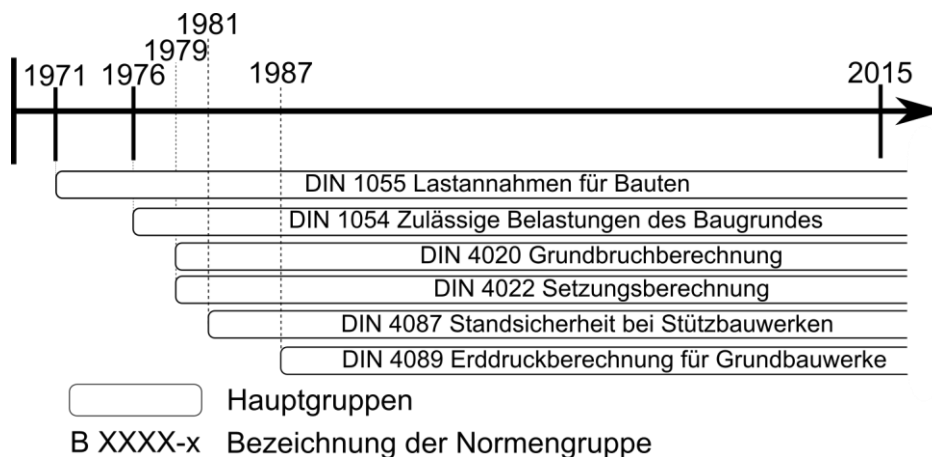 1981
1979
1971
1976
1987
2015
DIN 1055 Lastannahmen für Bauten
DIN 1054 Zulässige Belastungen des Baugrundes
DIN 4020 Grundbruchberechnung
DIN 4022 Setzungsberechnung
DIN 4087 Standsicherheit bei Stützbauwerken
DIN 4089 Erddruckberechnung für Grundbauwerke
Hauptgruppen
B XXXX-x Bezeichnung der Normengruppe